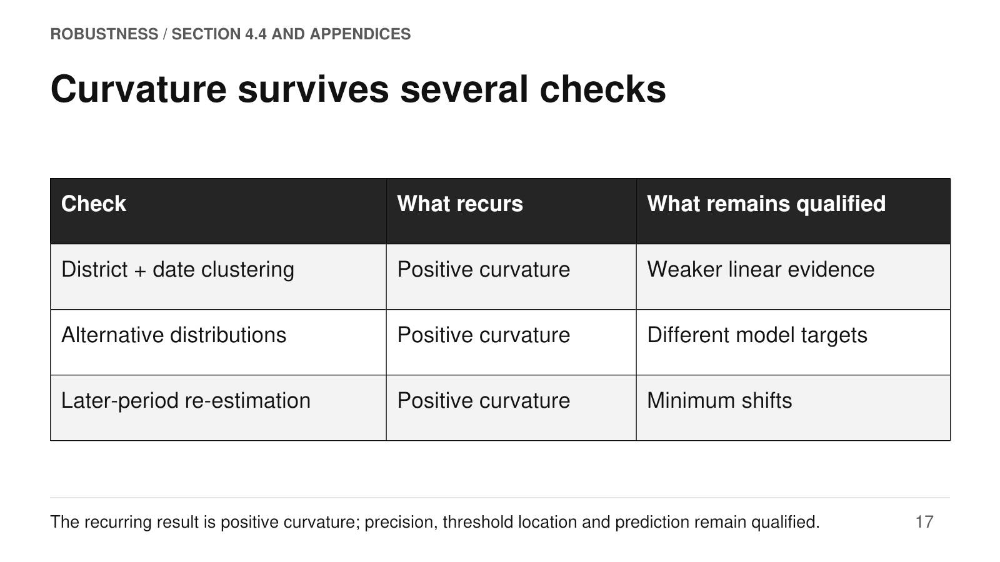 ROBUSTNESS / SECTION 4.4 AND APPENDICES
Curvature survives several checks
Check What recurs What remains qualified
District + date clustering Positive curvature Weaker linear evidence
Alternative distributions Positive curvature Different model targets
Later-period re-estimation Positive curvature Minimum shifts
The recurring result is positive curvature; precision, threshold location and prediction remain qualified. 17